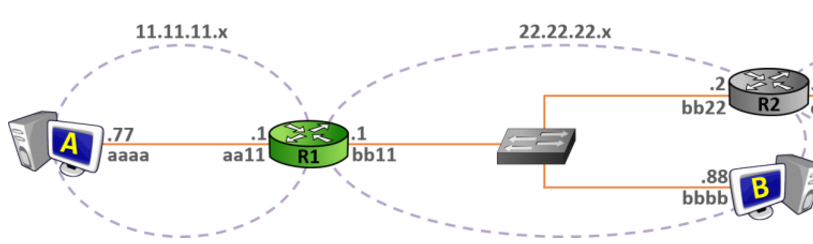 11.11.11.x
22.22.22.x
A
.77
aaaa
.1
aa11
R1
.1
bb11
.2
bb22
R2
.88
bbbb
B